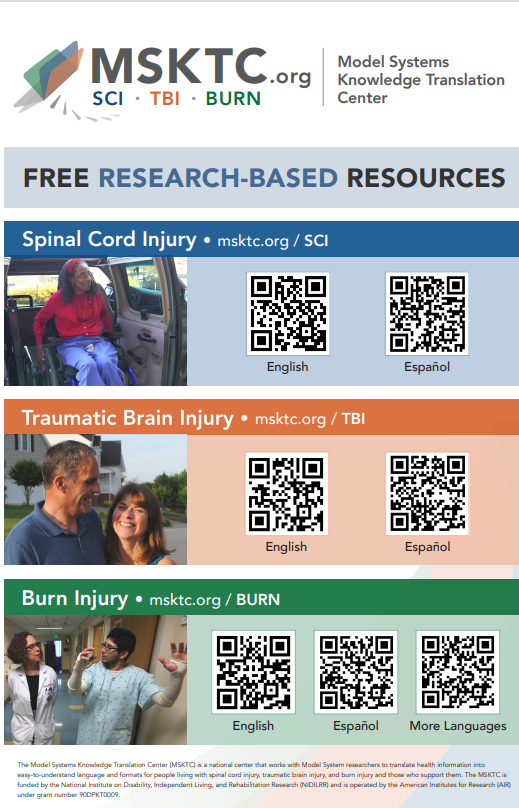 MSKTC.org
SCI · TBI · BURN
Model Systems
Knowledge Translation
Center
FREE RESEARCH-BASED RESOURCES
Spinal Cord Injury • msktc.org / SCI
English Español
Traumatic Brain Injury • msktc.org / TBI
English Español
Burn Injury • msktc.org / BURN
English Español More Languages
The Model Systems Knowledge Translation Center (MSKTC) is a national center that works with Model System researchers to translate health information into
easy-to-understand language and formats for people living with spinal cord injury, traumatic brain injury, and burn injury and those who support them. The MSKTC is
funded by the National Institute on Disability, Independent Living, and Rehabilitation Research (NIDILRR) and is operated by the American Institutes for Research (AIR)
under grant number 90DPKT0009.